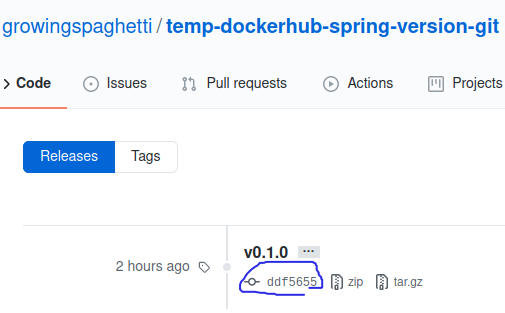 growingspaghetti / temp-dockerhub-spring-version-git
Code Issues Pull requests Actions Projects
Releases Tags
v0.1.0 ...
2 hours ago
ddf5655 zip tar.gz